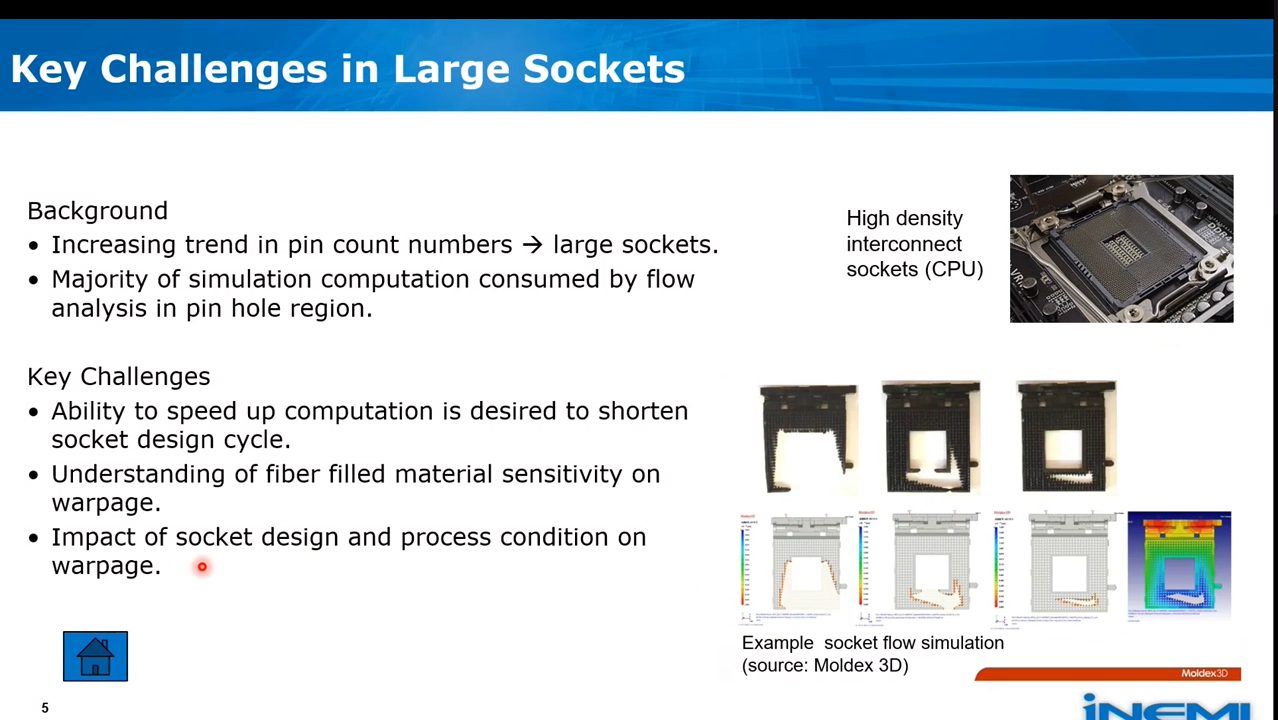 Key Challenges in Large Sockets
Background
• Increasing trend in pin count numbers → large sockets.
• Majority of simulation computation consumed by flow
analysis in pin hole region.
High density
interconnect
sockets (CPU)
DDR4
Key Challenges
• Ability to speed up computation is desired to shorten
socket design cycle.
• Understanding of fiber filled material sensitivity on
warpage.
• Impact of socket design and process condition on
warpage.
Example socket flow simulation
(source: Moldex 3D)
Moldex3D
5
iNEMI